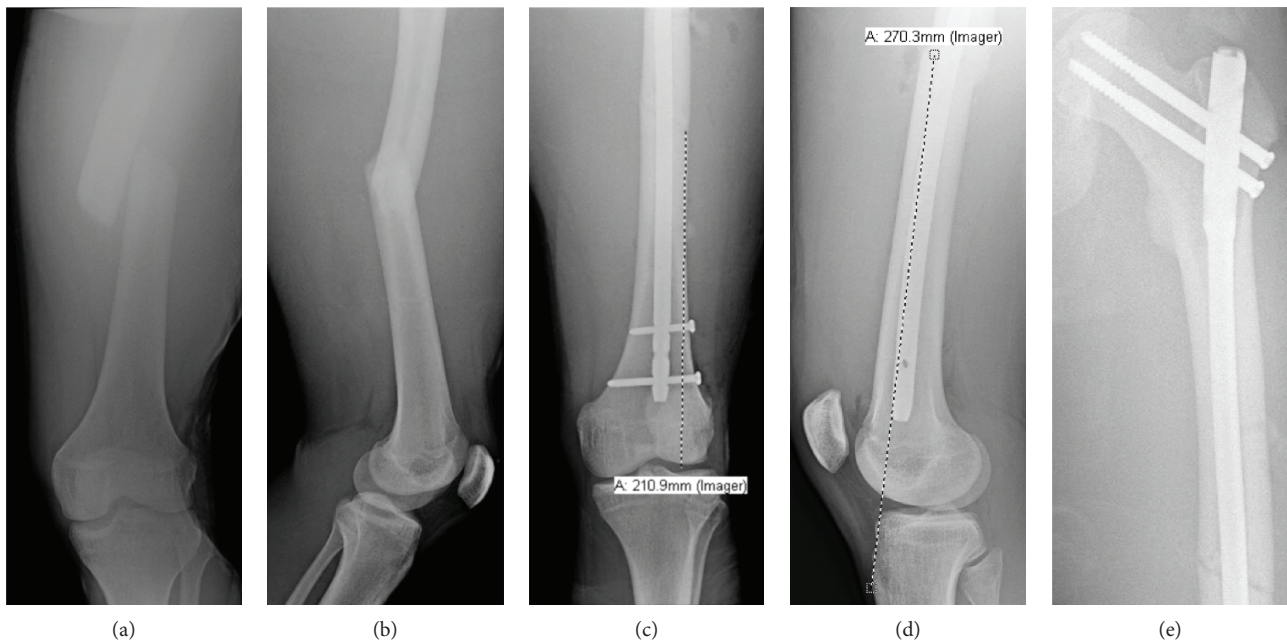 A: 270.3mm (Imager)
A: 210.9mm (Imager)
(a)
(b)
(c)
(d)
(e)